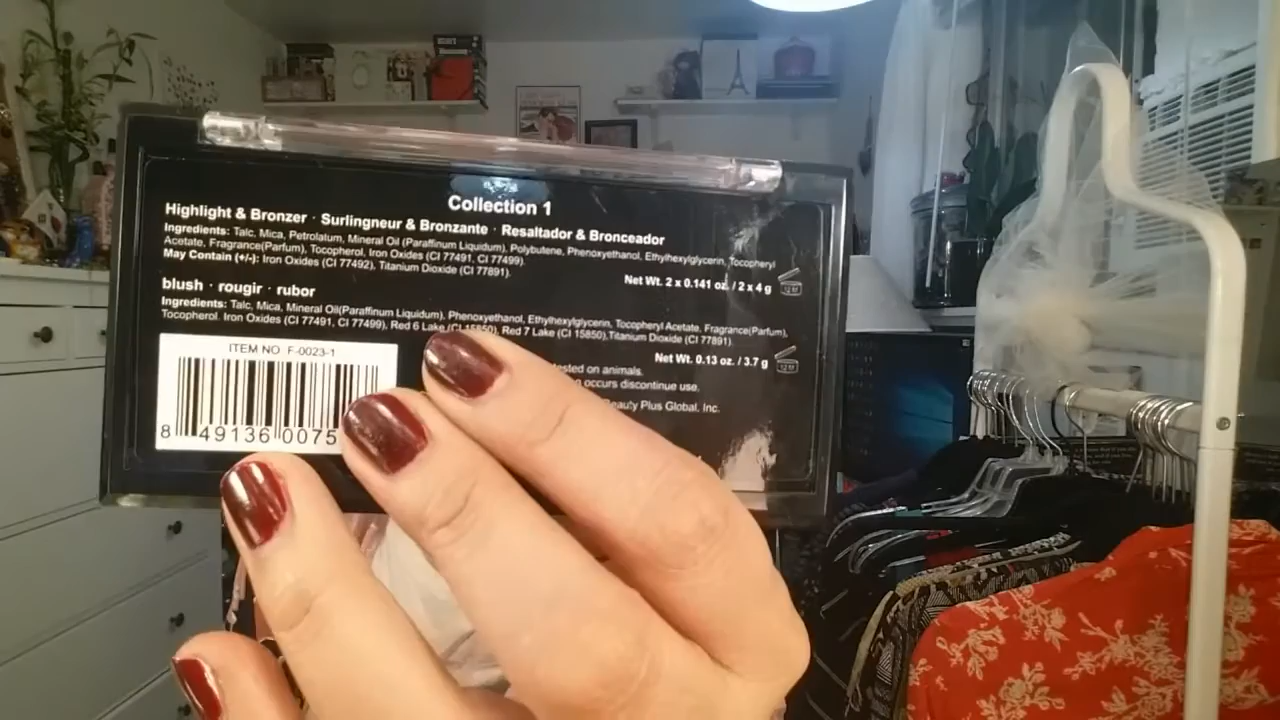 Collection 1
Highlight & Bronzer · Surlingneur & Bronzante · Resaltador & Bronceador
Ingredients: Talc, Mica, Petrolatum, Mineral Oil (Paraffinum Liquidum), Polybutene, Phenoxyethanol, Ethylhexylglycerin, Tocopheryl
Acetate, Fragrance(Parfum), Tocopherol, Iron Oxides (CI 77491, CI 77499).
May Contain (+/-): Iron Oxides (CI 77492), Titanium Dioxide (CI 77891).
Net Wt. 2 x 0.141 oz. / 2 x 4 g
12 M
blush · rougir · rubor
Ingredients: Talc, Mica, Mineral Oil(Paraffinum Liquidum), Phenoxyethanol, Ethylhexylglycerin, Tocopheryl Acetate, Fragrance(Parfum),
Tocopherol. Iron Oxides (CI 77491, CI 77499), Red 6 Lake (CI 15850), Red 7 Lake (CI 15850),Titanium Dioxide (CI 77891).
Net Wt. 0.13 oz. / 3.7 g
12 M
ITEM NO F-0023-1
8 49136 0075
on animals.
occurs discontinue use.
Plus Global, Inc.